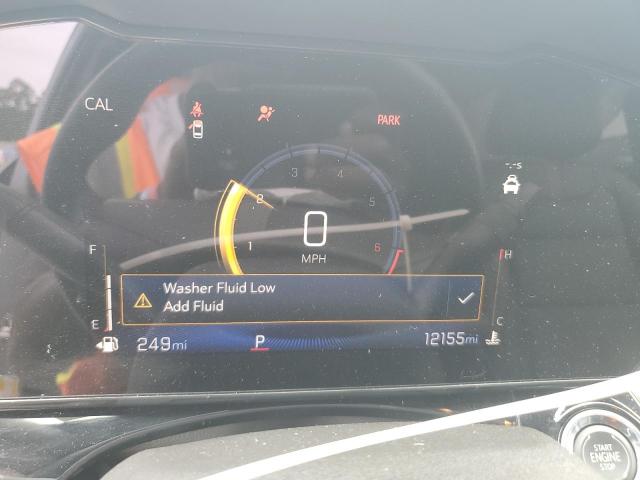 CAL
PARK
--s
3
4
2
5
0
1
6
MPH
F
H
Washer Fluid Low
Add Fluid
E
C
249mi
P
12155mi
START
ENGINE
STOP